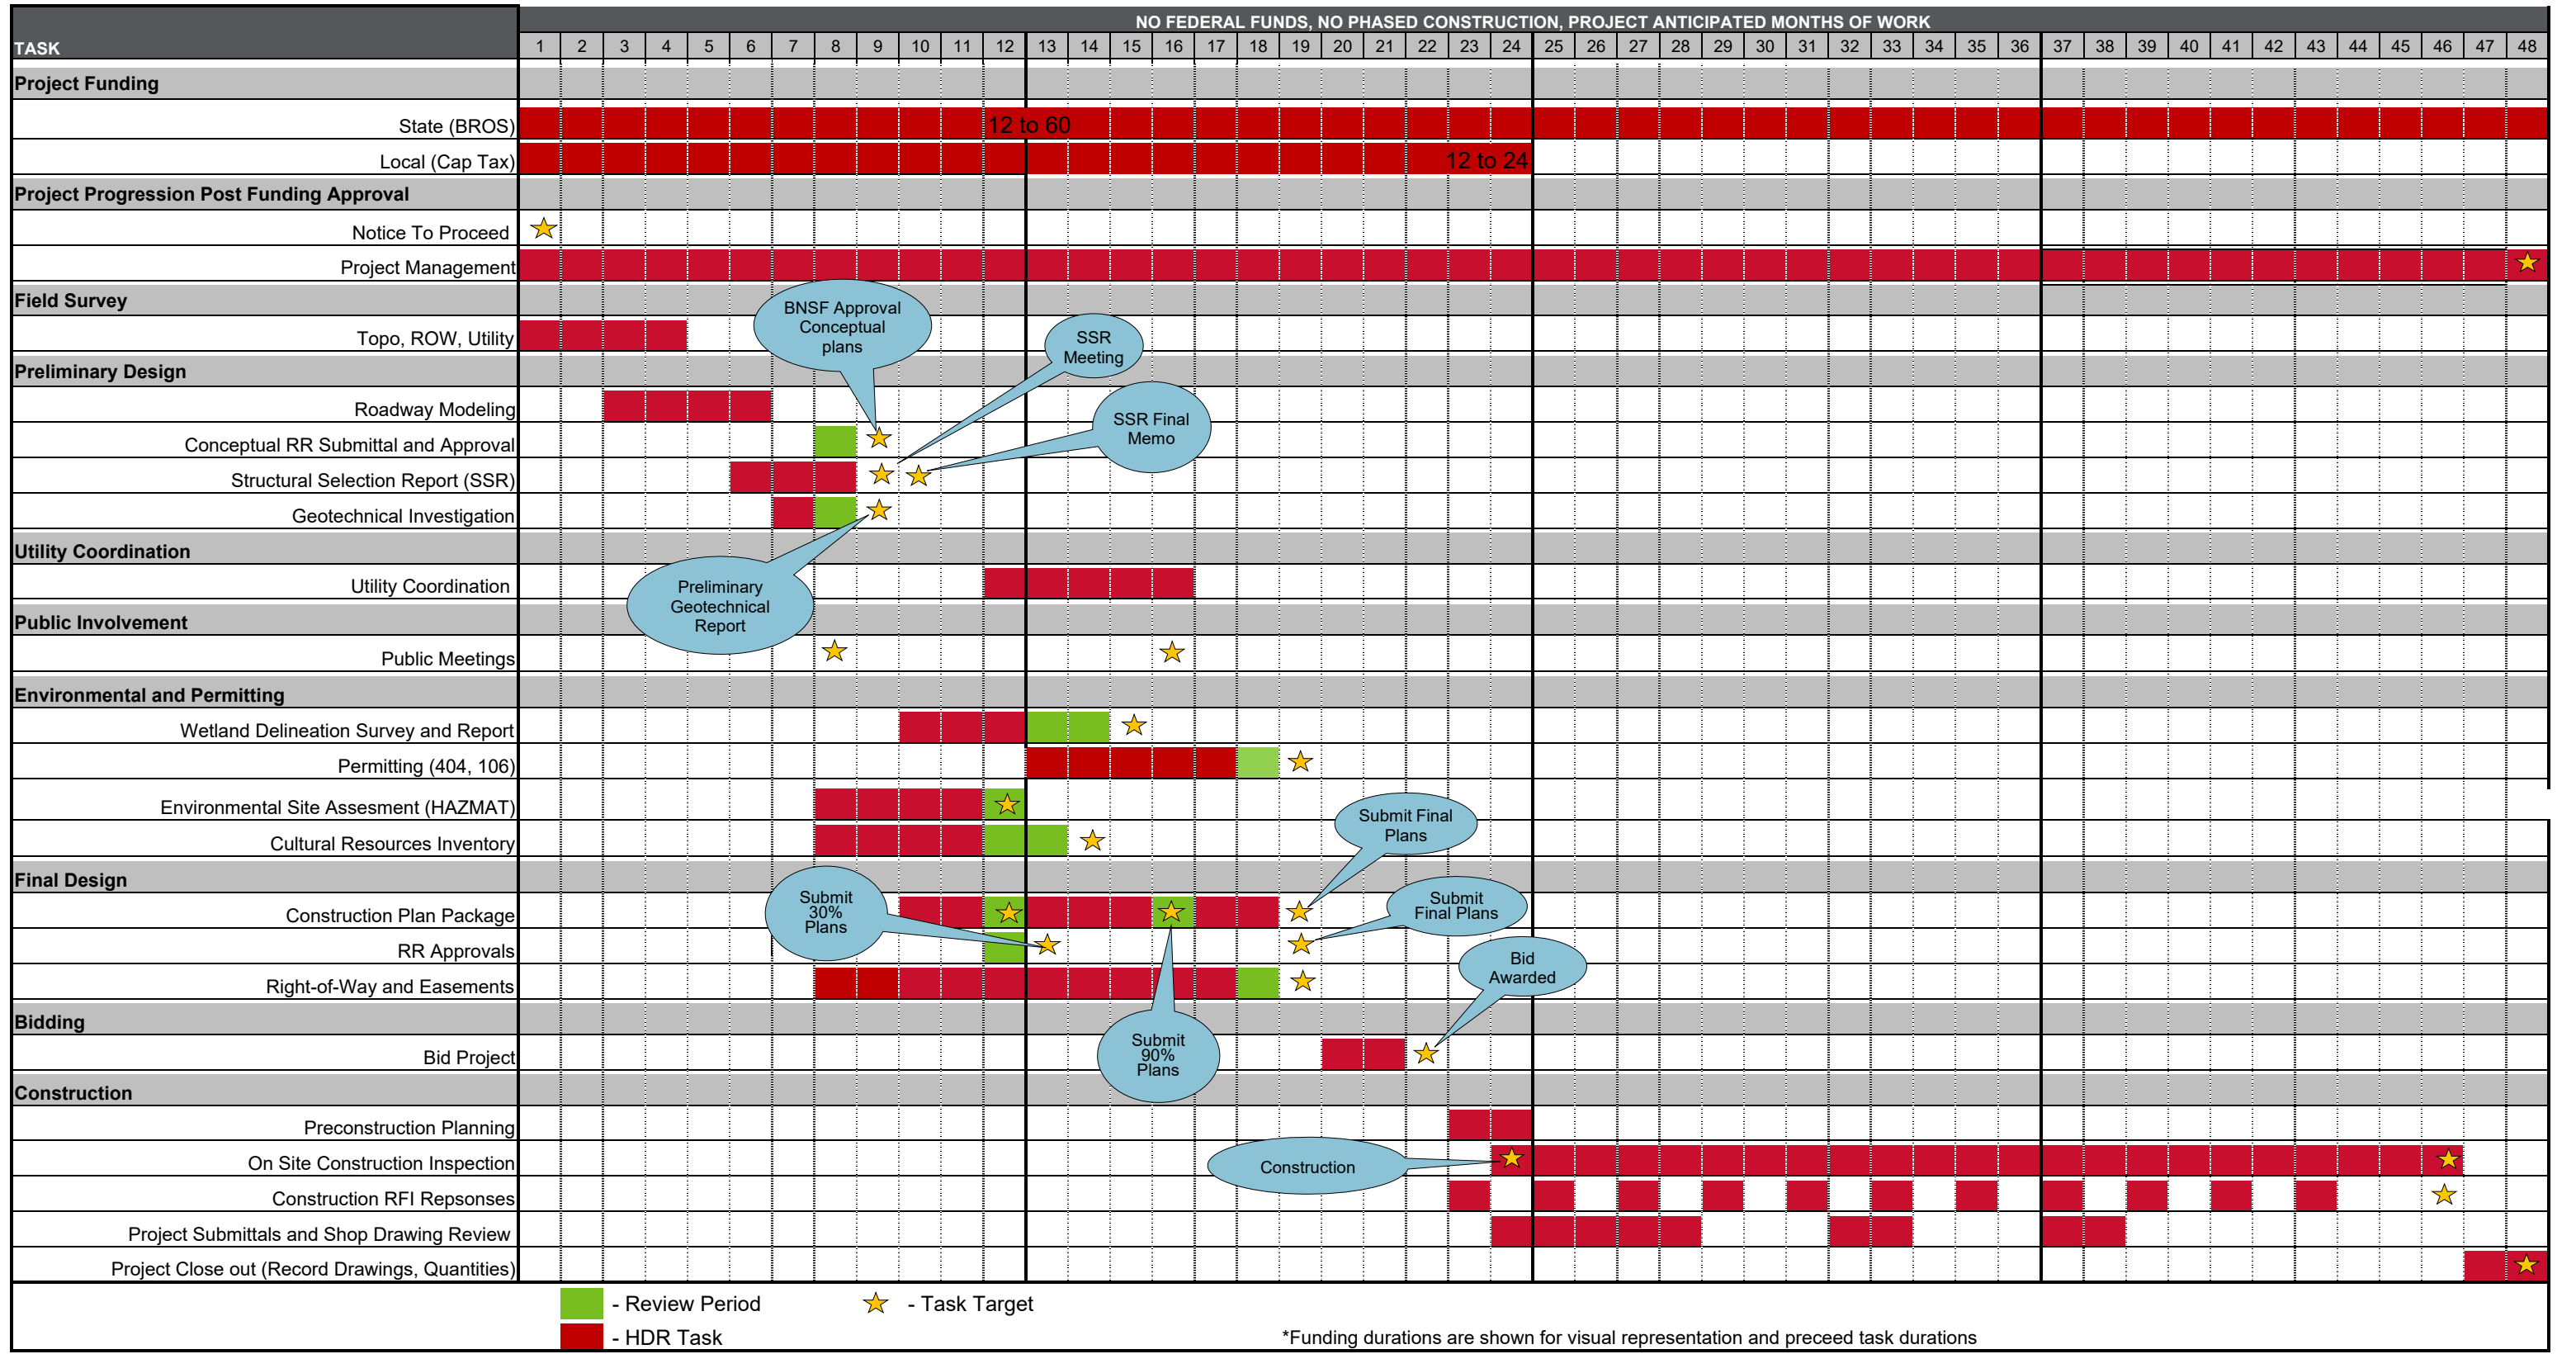 NO FEDERAL FUNDS, NO PHASED CONSTRUCTION, PROJECT ANTICIPATED MONTHS OF WORK
TASK
1 2 3 4 5 6 7 8 9 10 11 12 13 14 15 16 17 18 19 20 21 22 23 24 25 26 27 28 29 30 31 32 33 34 35 36 37 38 39 40 41 42 43 44 45 46 47 48
Project Funding
State (BROS)
12 to 60
Local (Cap Tax)
12 to 24
Project Progression Post Funding Approval
Notice To Proceed
Project Management
Field Survey
BNSF Approval
Conceptual
plans
Topo, ROW, Utility
SSR
Meeting
Preliminary Design
Roadway Modeling
SSR Final
Memo
Conceptual RR Submittal and Approval
Structural Selection Report (SSR)
Geotechnical Investigation
Utility Coordination
Utility Coordination
Preliminary
Geotechnical
Report
Public Involvement
Public Meetings
Environmental and Permitting
Wetland Delineation Survey and Report
Permitting (404, 106)
Environmental Site Assesment (HAZMAT)
Submit Final
Plans
Cultural Resources Inventory
Final Design
Submit
30%
Plans
Construction Plan Package
Submit
Final Plans
RR Approvals
Bid
Awarded
Right-of-Way and Easements
Bidding
Bid Project
Submit
90%
Plans
Construction
Preconstruction Planning
On Site Construction Inspection
Construction
Construction RFI Repsonses
Project Submittals and Shop Drawing Review
Project Close out (Record Drawings, Quantities)
- Review Period
- Task Target
- HDR Task
*Funding durations are shown for visual representation and preceed task durations